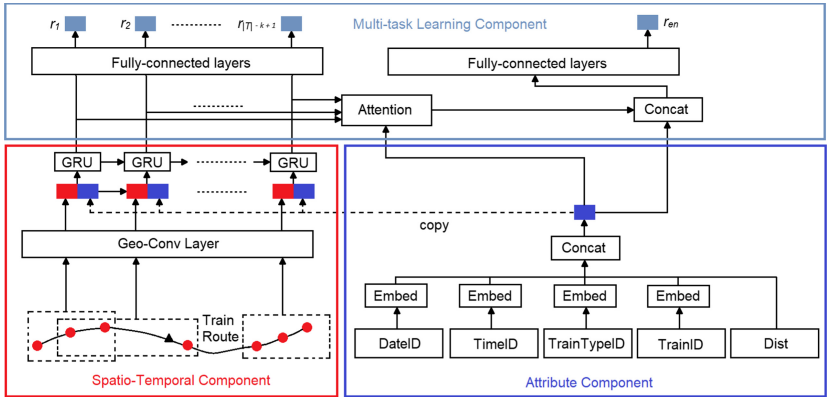 r1 r2 r|T|-k+1 Multi-task Learning Component ren
Fully-connected layers Fully-connected layers
Attention Concat
GRU GRU GRU
copy
Geo-Conv Layer Concat
Embed Embed Embed Embed
Train
Route
DateID TimeID TrainTypeID TrainID Dist
Spatio-Temporal Component Attribute Component